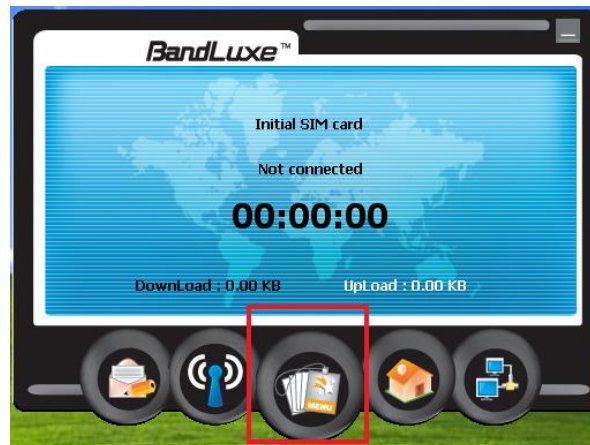 BandLuxe™
Initial SIM card
Not connected
00:00:00
DownLoad : 0.00 KB UpLoad : 0.00 KB
MENU